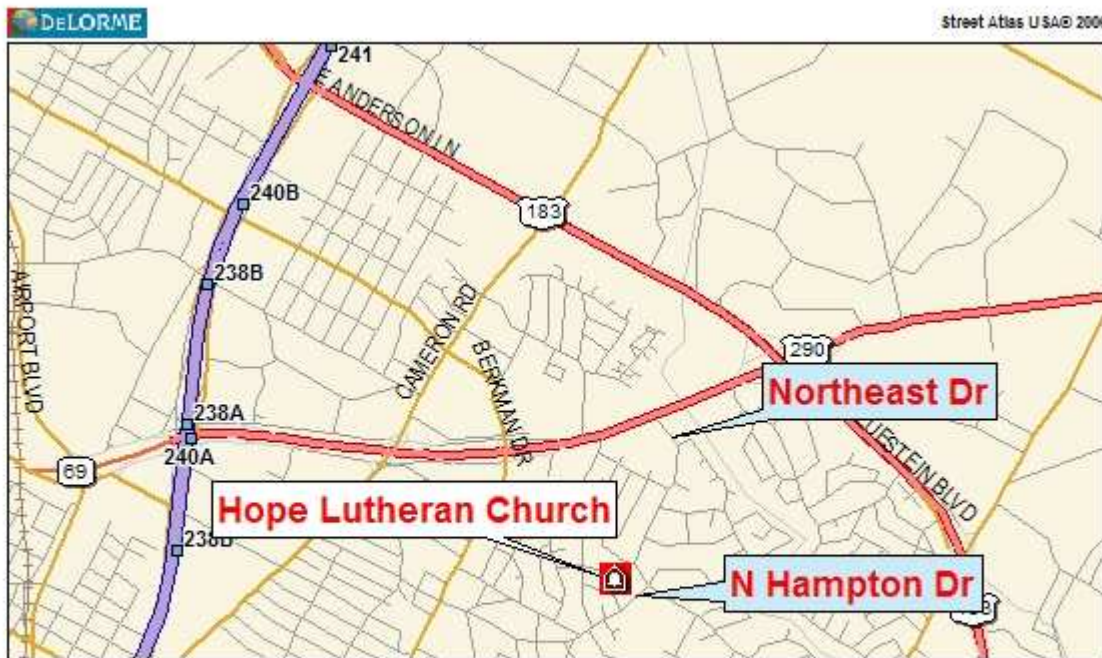 DELORME
Street Atlas USA® 200
241
E ANDERSON LN
240B
183
238B
AIRPORT BLVD
CAMERON RD
BERKMAN DR
290
Northeast Dr
238A
240A
69
Hope Lutheran Church
238B
N Hampton Dr